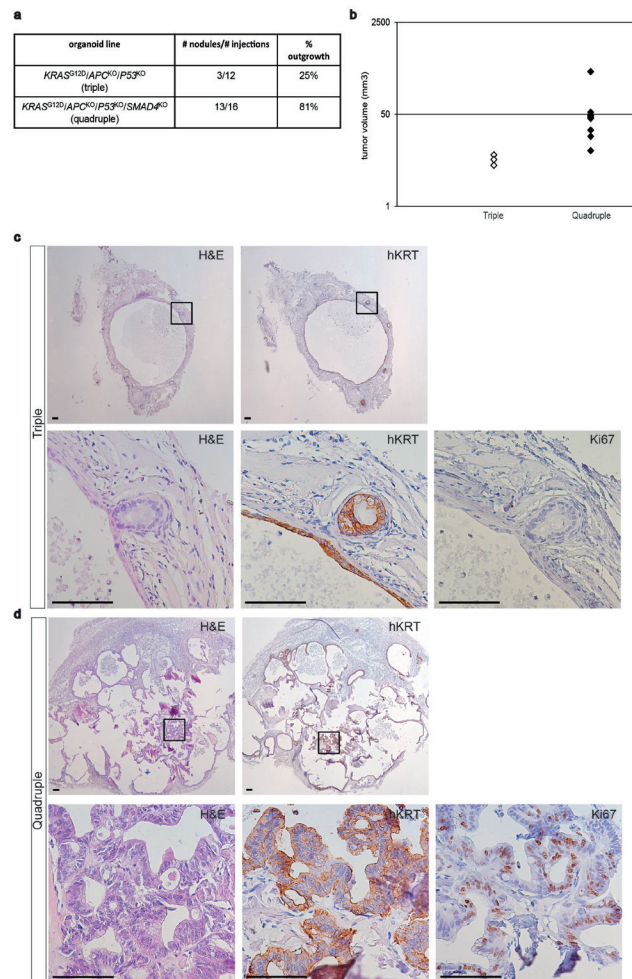 a
organoid line # nodules/# injections % outgrowth
KRASG12D/APCKO/P53KO (triple) 3/12 25%
KRASG12D/APCKO/P53KO/SMAD4KO (quadruple) 13/16 81%
b
2500
50
1
tumor volume (mm3)
Triple Quadruple
c
Triple
H&E hKRT
H&E hKRT Ki67
d
Quadruple
H&E hKRT
H&E hKRT Ki67